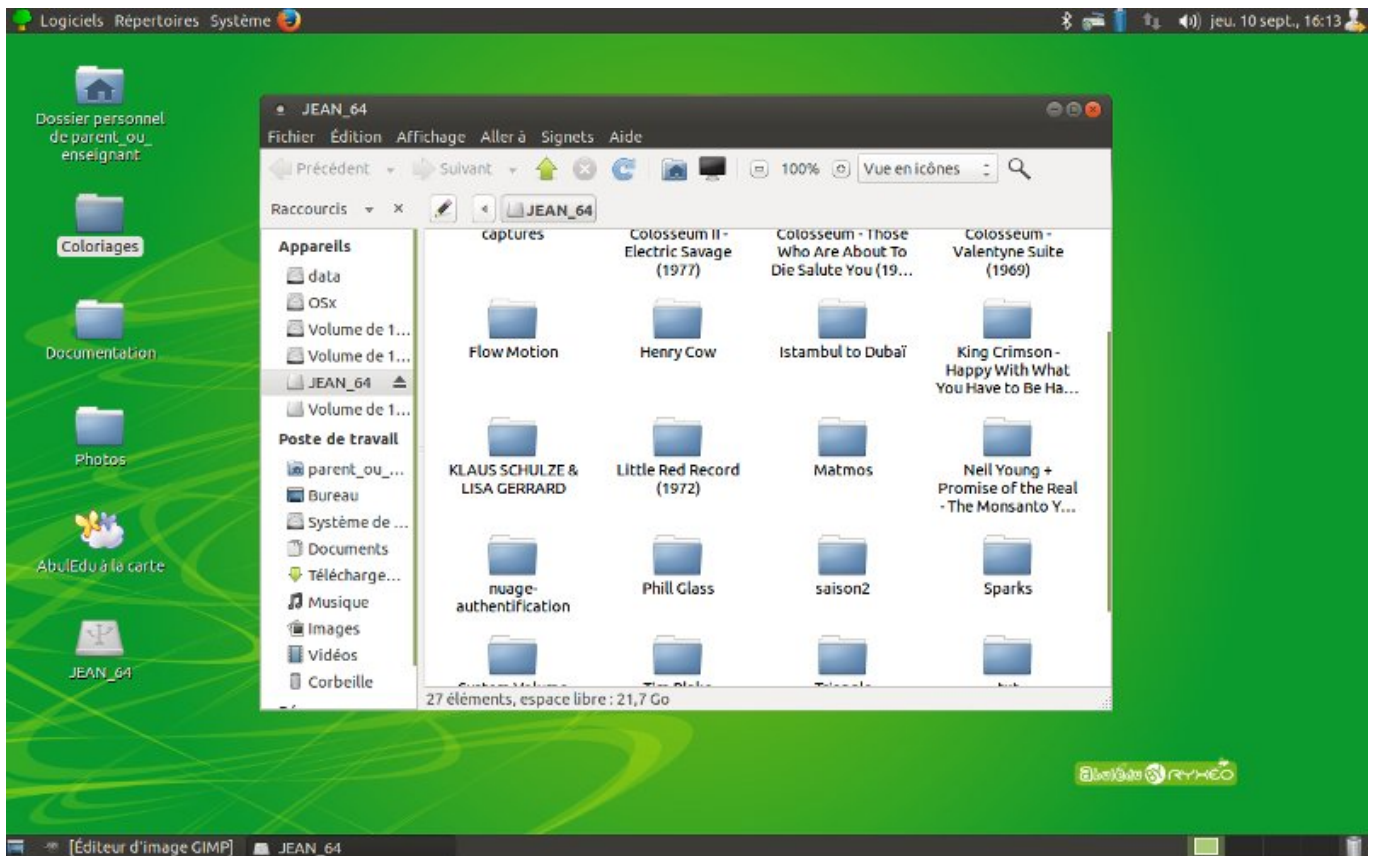 Logiciels Répertoires Système
jeu. 10 sept., 16:13
Dossier personnel
de parent_ou_
enseignant
Coloriages
Documentation
Photos
AbulEdu à la carte
JEAN_64
JEAN_64
Fichier Édition Affichage Aller à Signets Aide
Précédent Suivant 100% Vue en icônes
Raccourcis JEAN_64
Appareils
data
OSx
Volume de 1...
Volume de 1...
JEAN_64
Volume de 1...
Poste de travail
parent_ou_...
Bureau
Système de ...
Documents
Télécharge...
Musique
Images
Vidéos
Corbeille
captures
Colosseum II -
Electric Savage
(1977)
Colosseum - Those
Who Are About To
Die Salute You (19...
Colosseum -
Valentyne Suite
(1969)
Flow Motion
Henry Cow
Istambul to Dubaï
King Crimson -
Happy With What
You Have to Be Ha...
KLAUS SCHULZE &
LISA GERRARD
Little Red Record
(1972)
Matmos
Neil Young +
Promise of the Real
- The Monsanto Y...
nuage-
authentification
Phill Glass
saison2
Sparks
27 éléments, espace libre : 21,7 Go
abulédu RYXÉO
[Éditeur d'image GIMP] JEAN_64